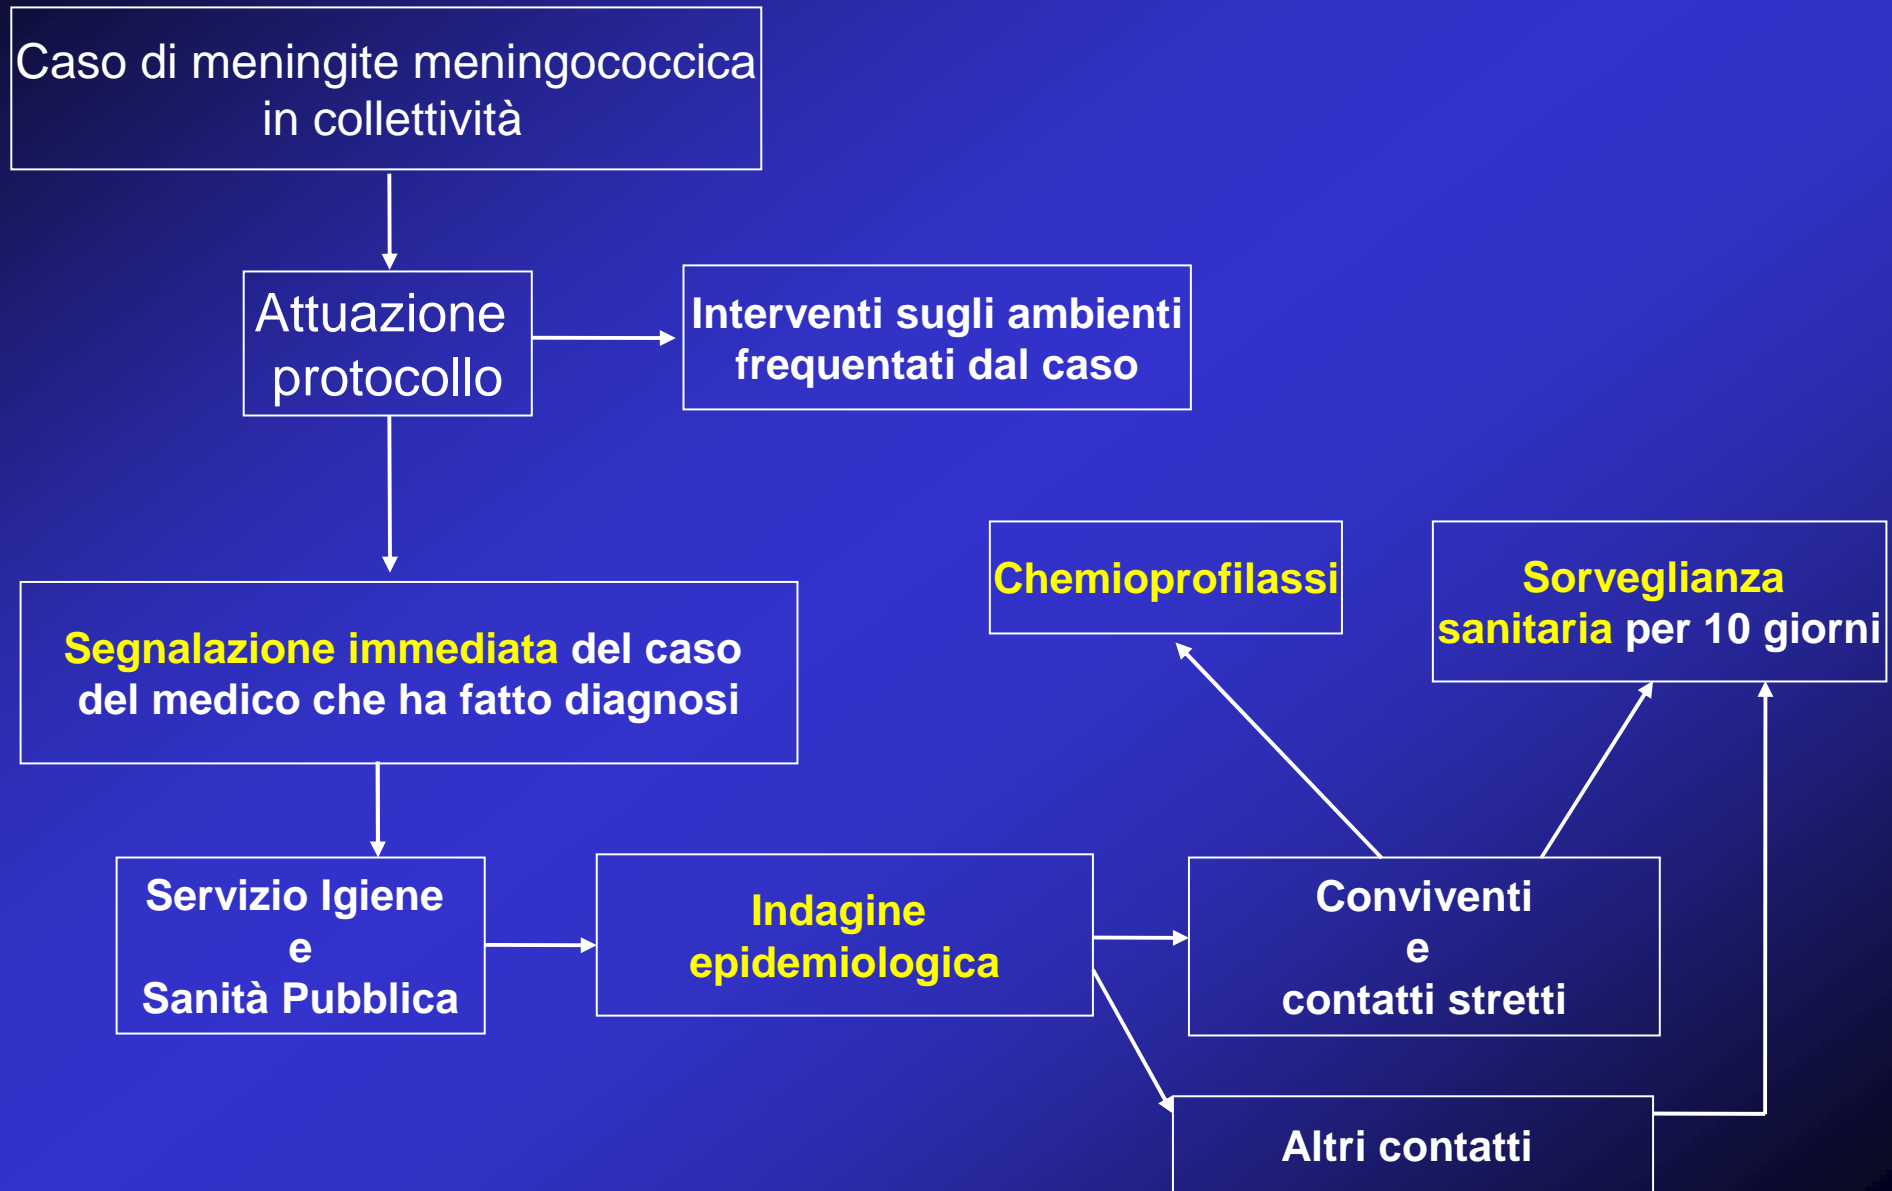 Caso di meningite meningococcica
in collettività
Attuazione
protocollo
Interventi sugli ambienti
frequentati dal caso
Segnalazione immediata del caso
del medico che ha fatto diagnosi
Chemioprofilassi
Sorveglianza
sanitaria per 10 giorni
Servizio Igiene
e
Sanità Pubblica
Indagine
epidemiologica
Conviventi
e
contatti stretti
Altri contatti